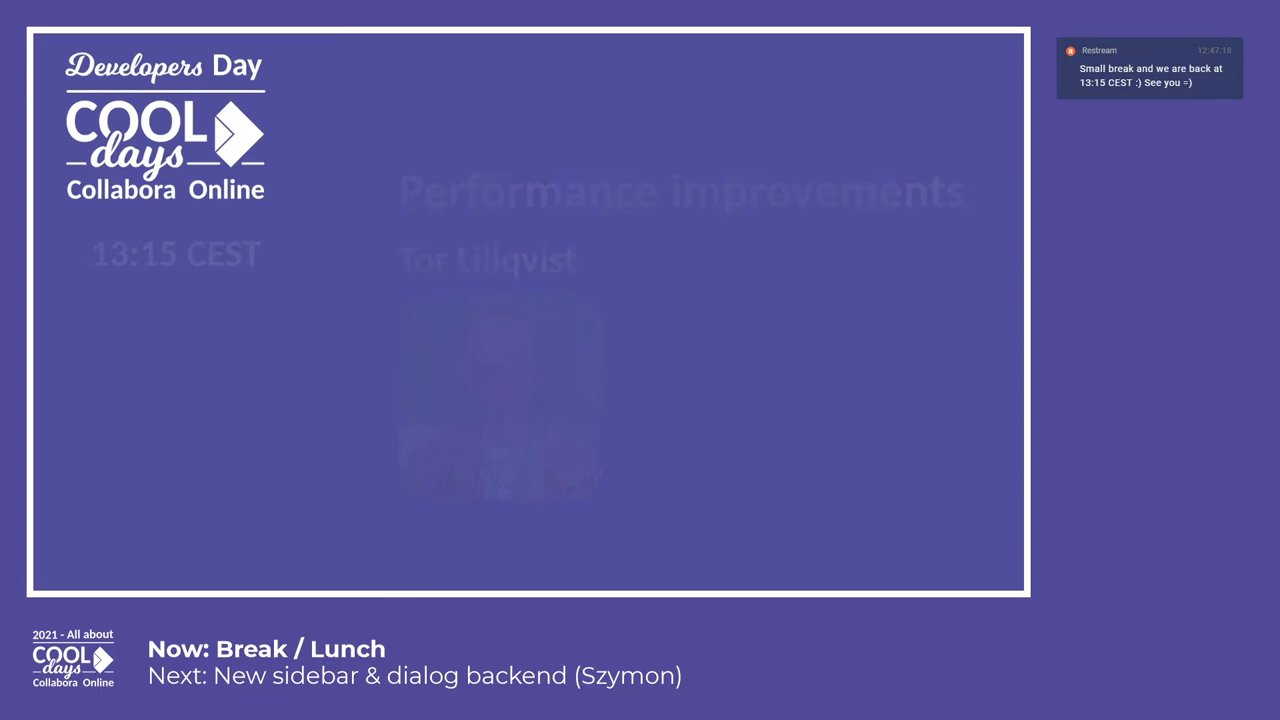 Developers Day
COOL
days
Collabora Online
13:15 CEST
Performance improvements
Tor Lillqvist
Restream 12:47:18
Small break and we are back at
13:15 CEST :) See you =)
2021 - All about
COOL
days
Collabora Online
Now: Break / Lunch
Next: New sidebar & dialog backend (Szymon)